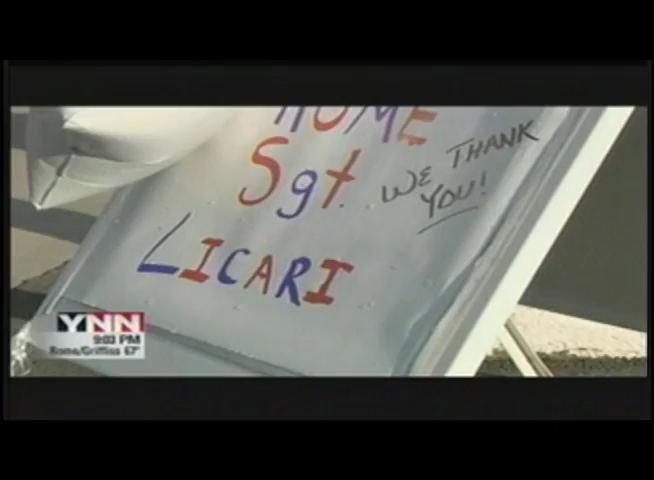 HOME
Sgt.
LICARI
WE THANK
YOU!
YNN
9:03 PM
Rome/Griffiss 67°